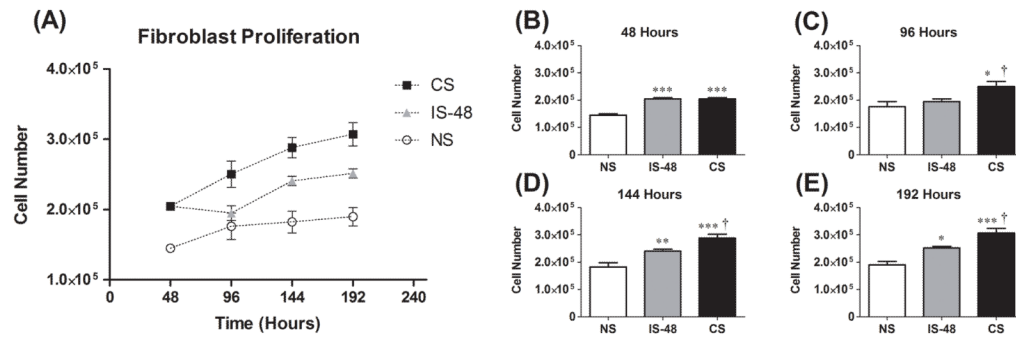 (A)
Fibroblast Proliferation
4.0×10⁵
3.0×10⁵
2.0×10⁵
1.0×10⁵
Cell Number
0 48 96 144 192 240
Time (Hours)
CS
IS-48
NS
(B)
48 Hours
4.0×10⁵
3.0×10⁵
2.0×10⁵
1.0×10⁵
0
Cell Number
*** ***
NS IS-48 CS
(C)
96 Hours
4.0×10⁵
3.0×10⁵
2.0×10⁵
1.0×10⁵
0
Cell Number
* †
NS IS-48 CS
(D)
144 Hours
4.0×10⁵
3.0×10⁵
2.0×10⁵
1.0×10⁵
0
Cell Number
** *** †
NS IS-48 CS
(E)
192 Hours
4.0×10⁵
3.0×10⁵
2.0×10⁵
1.0×10⁵
0
Cell Number
* *** †
NS IS-48 CS